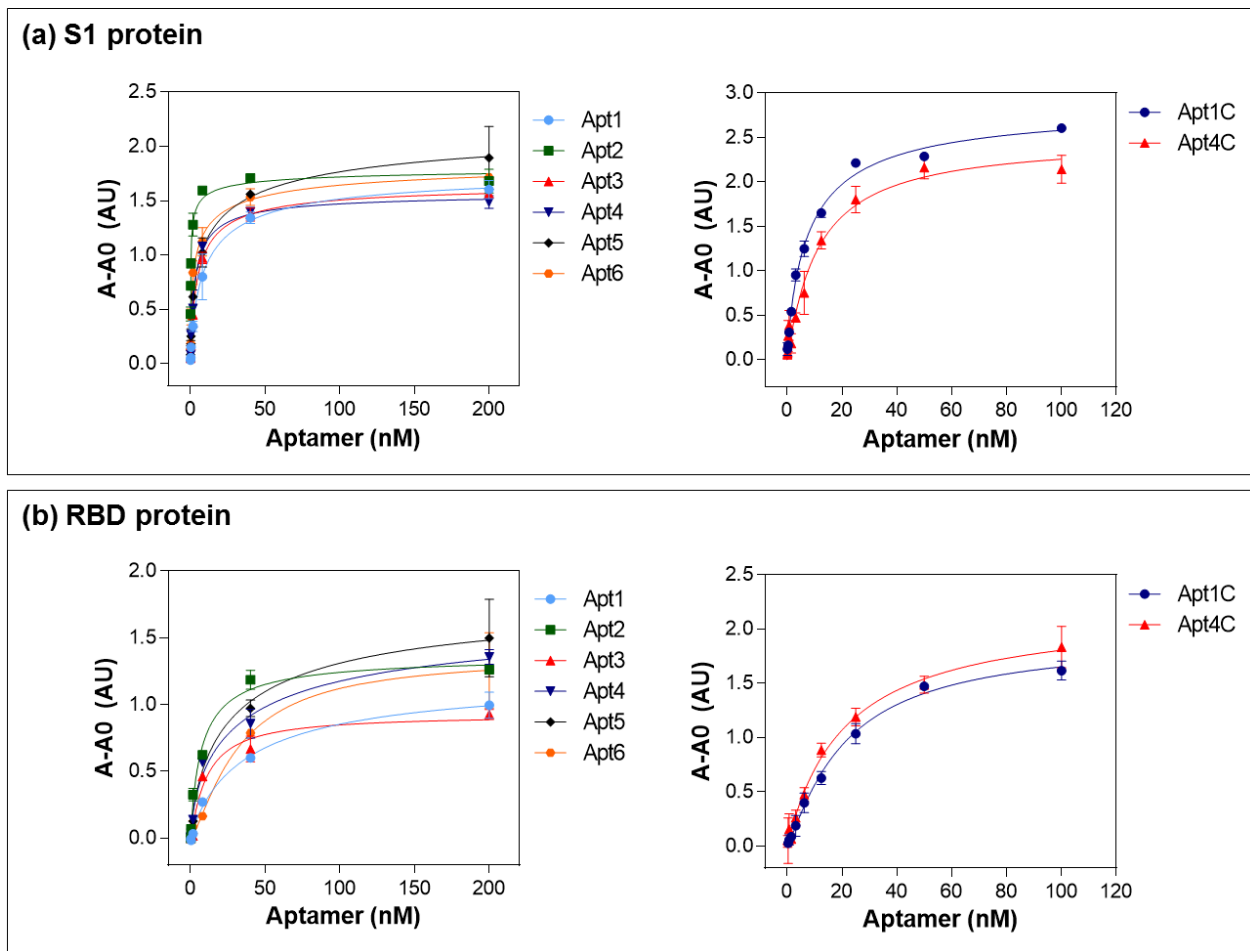 (a) S1 protein
2.5
2.0
1.5
1.0
0.5
0.0
A-A0 (AU)
0 50 100 150 200
Aptamer (nM)
Apt1
Apt2
Apt3
Apt4
Apt5
Apt6
3.0
2.5
2.0
1.5
1.0
0.5
0.0
A-A0 (AU)
0 20 40 60 80 100 120
Aptamer (nM)
Apt1C
Apt4C
(b) RBD protein
2.0
1.5
1.0
0.5
0.0
A-A0 (AU)
0 50 100 150 200
Aptamer (nM)
Apt1
Apt2
Apt3
Apt4
Apt5
Apt6
2.5
2.0
1.5
1.0
0.5
0.0
A-A0 (AU)
0 20 40 60 80 100 120
Aptamer (nM)
Apt1C
Apt4C